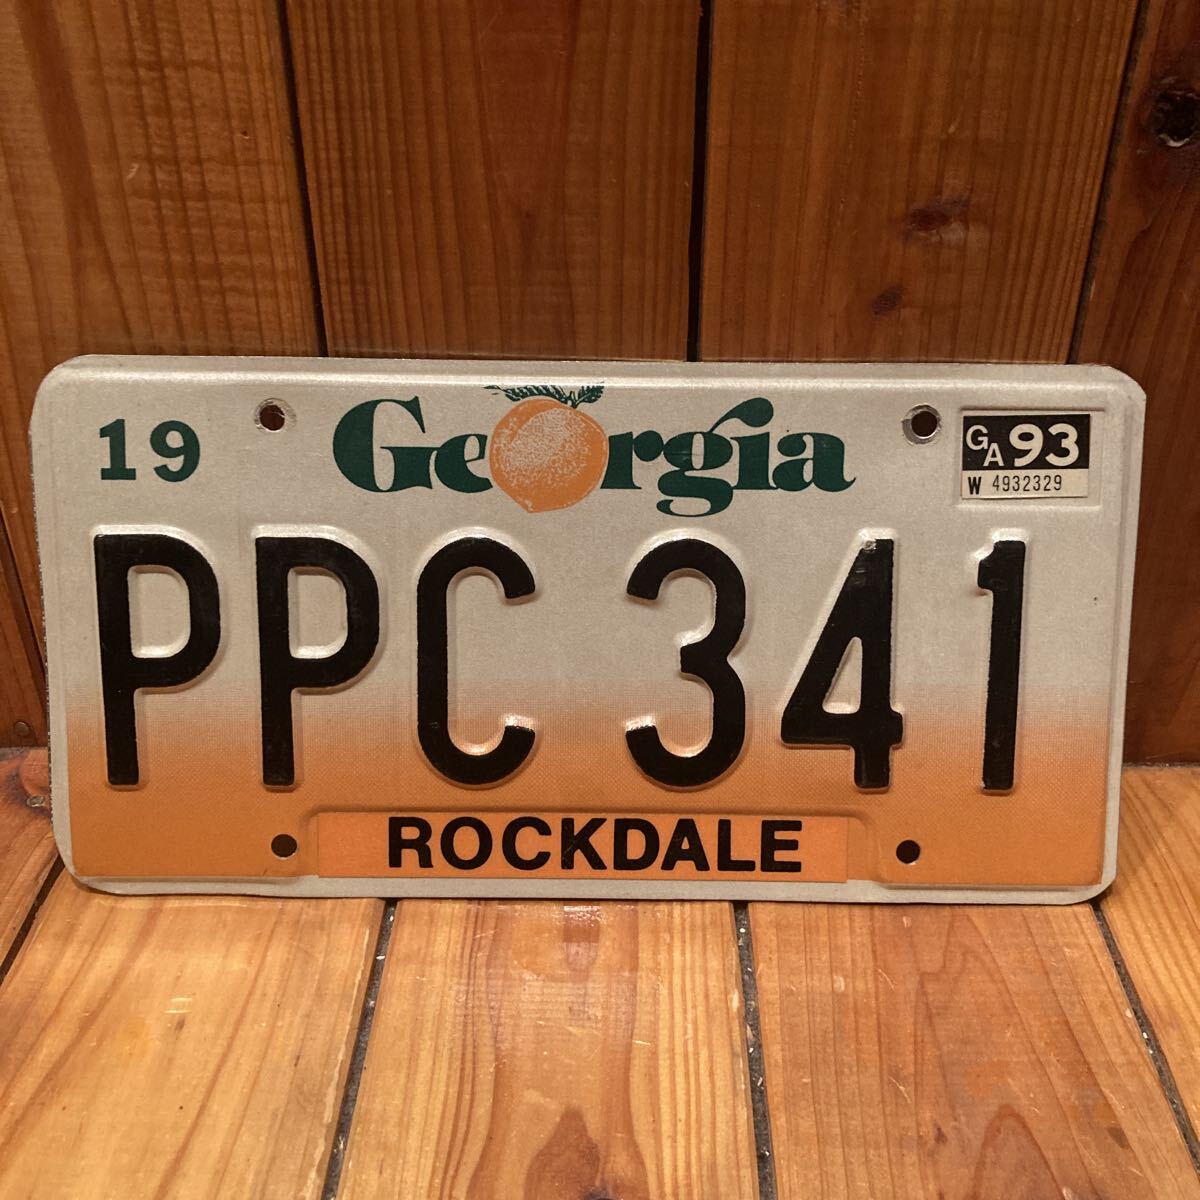 19 Georgia GA 93
W 4932329
PPC 341
ROCKDALE